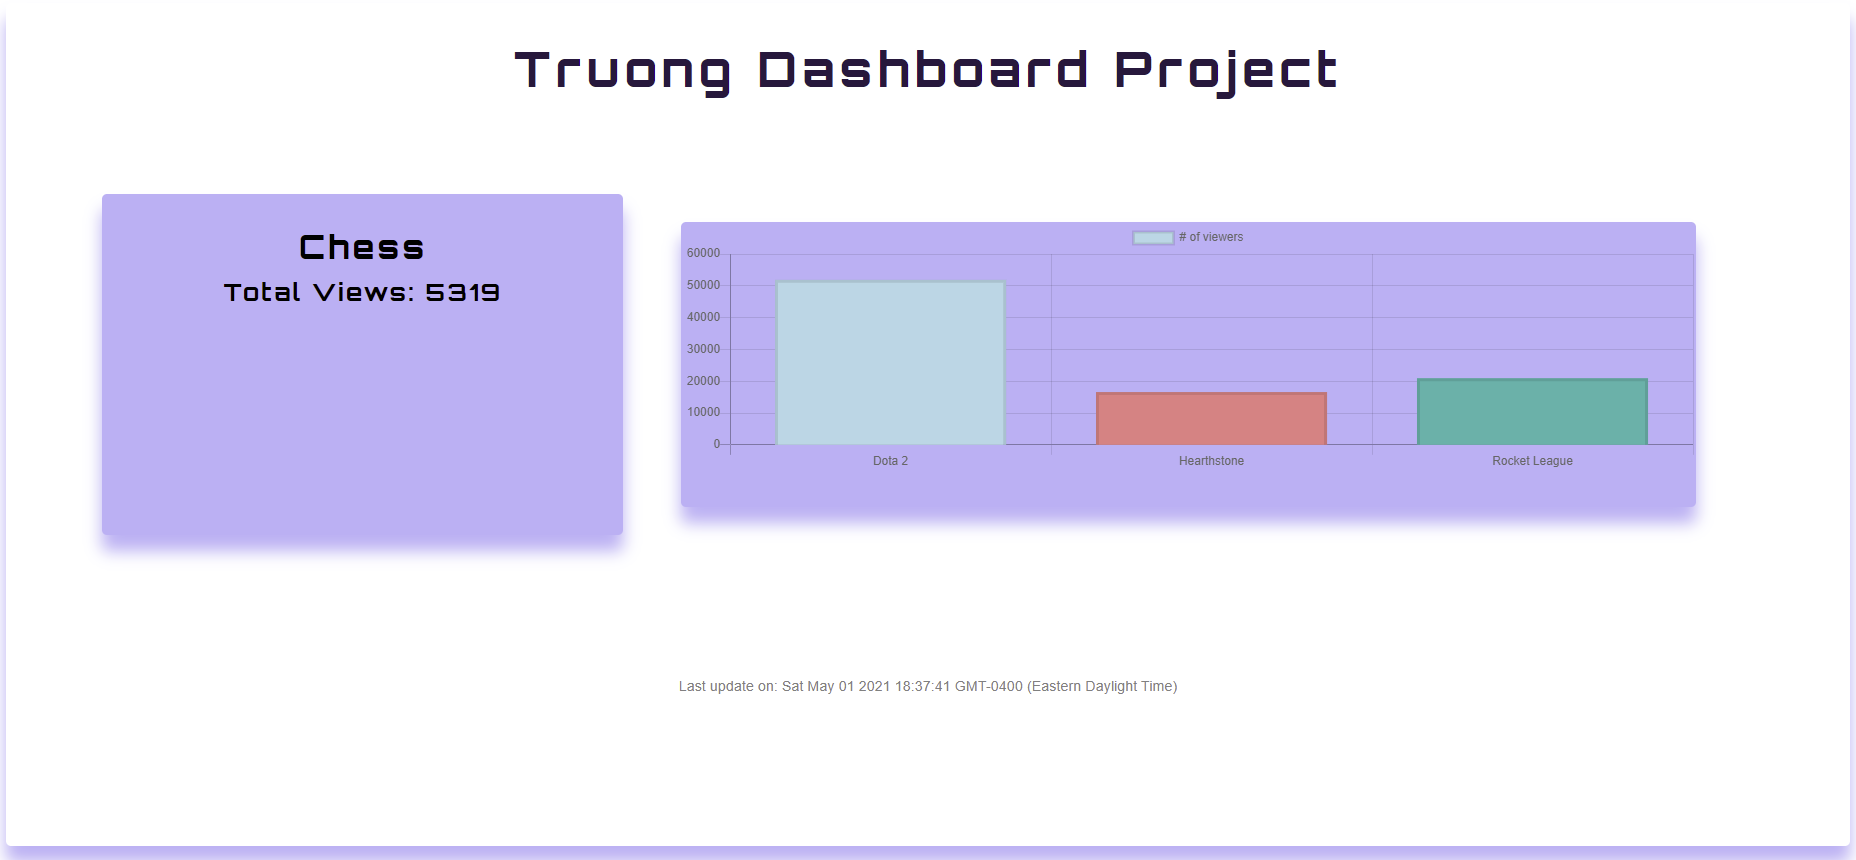 Truong Dashboard Project
Chess
Total Views: 5319
# of viewers
60000
50000
40000
30000
20000
10000
0
Dota 2 Hearthstone Rocket League
Last update on: Sat May 01 2021 18:37:41 GMT-0400 (Eastern Daylight Time)